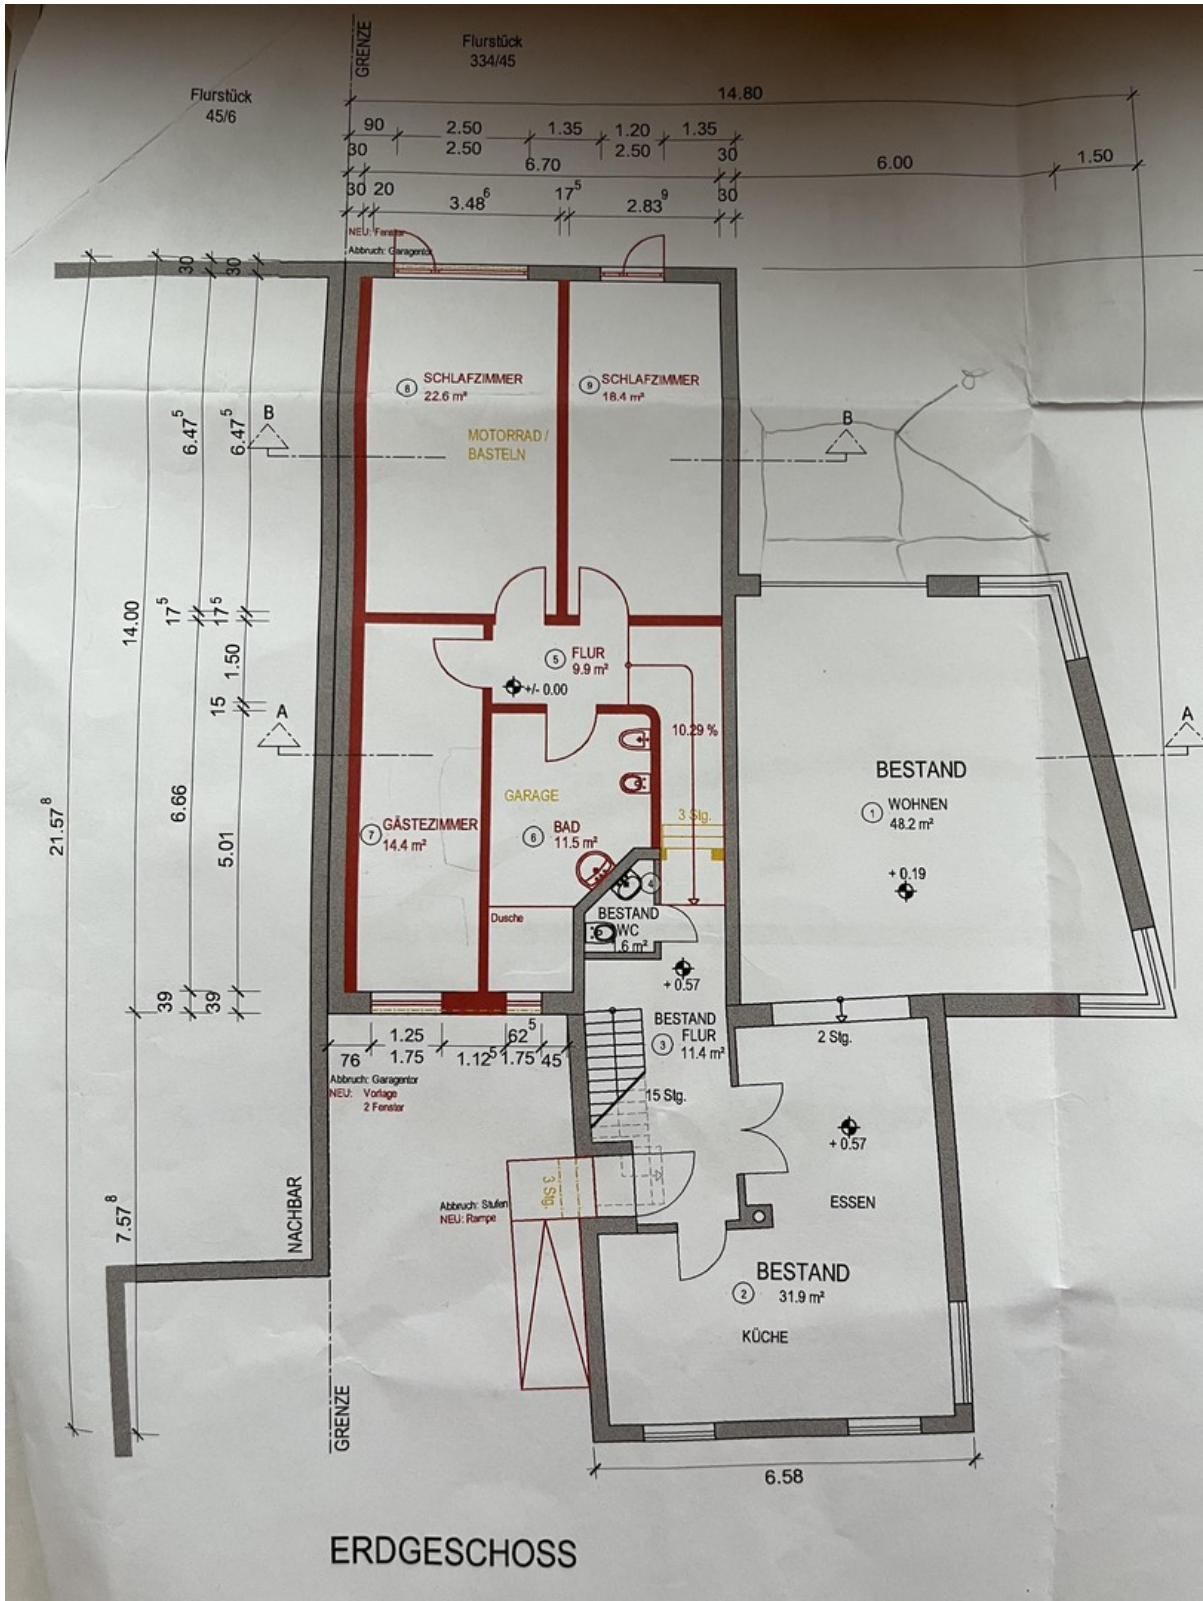 Flurstück
334/45
GRENZE
Flurstück
45/6
14.80
90 2.50 1.35 1.20 1.35
2.50 2.50
30 6.70 30 6.00 1.50
30 20 3.48⁶ 17⁵ 2.83⁹ 30
NEU: Fenster
Abbruch: Garagentor
30 30
8 SCHLAFZIMMER
22.6 m²
9 SCHLAFZIMMER
18.4 m²
MOTORRAD /
BASTELN
B B
6.47⁵ 6.47⁵
14.00
17⁵ 17⁵
1.50
15
5 FLUR
9.9 m²
+/- 0.00
A A
10.29 %
BESTAND
1 WOHNEN
48.2 m²
+ 0.19
GARAGE
3 Stg.
7 GÄSTEZIMMER
14.4 m²
6 BAD
11.5 m²
21.57⁸
6.66
5.01
4
Dusche
BESTAND
WC
.6 m²
+ 0.57
39 39
BESTAND
FLUR
3 11.4 m²
2 Stg.
1.25 62⁵
76 1.75 1.12⁵ 1.75 45
Abbruch: Garagentor
NEU: Vorlage
2 Fenster
15 Stg.
+ 0.57
ESSEN
3 Stg.
Abbruch: Stufen
NEU: Rampe
7.57⁸
NACHBAR
BESTAND
2 31.9 m²
KÜCHE
GRENZE
6.58
ERDGESCHOSS